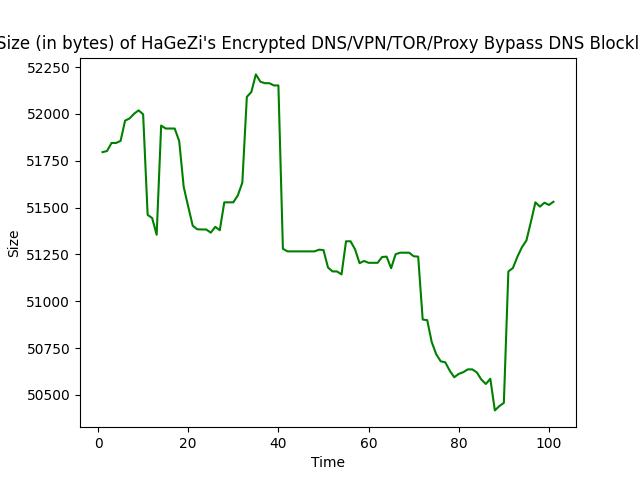 Size (in bytes) of HaGeZi's Encrypted DNS/VPN/TOR/Proxy Bypass DNS Blockl
52250
52000
51750
51500
51250
51000
50750
50500
Size
0 20 40 60 80 100
Time